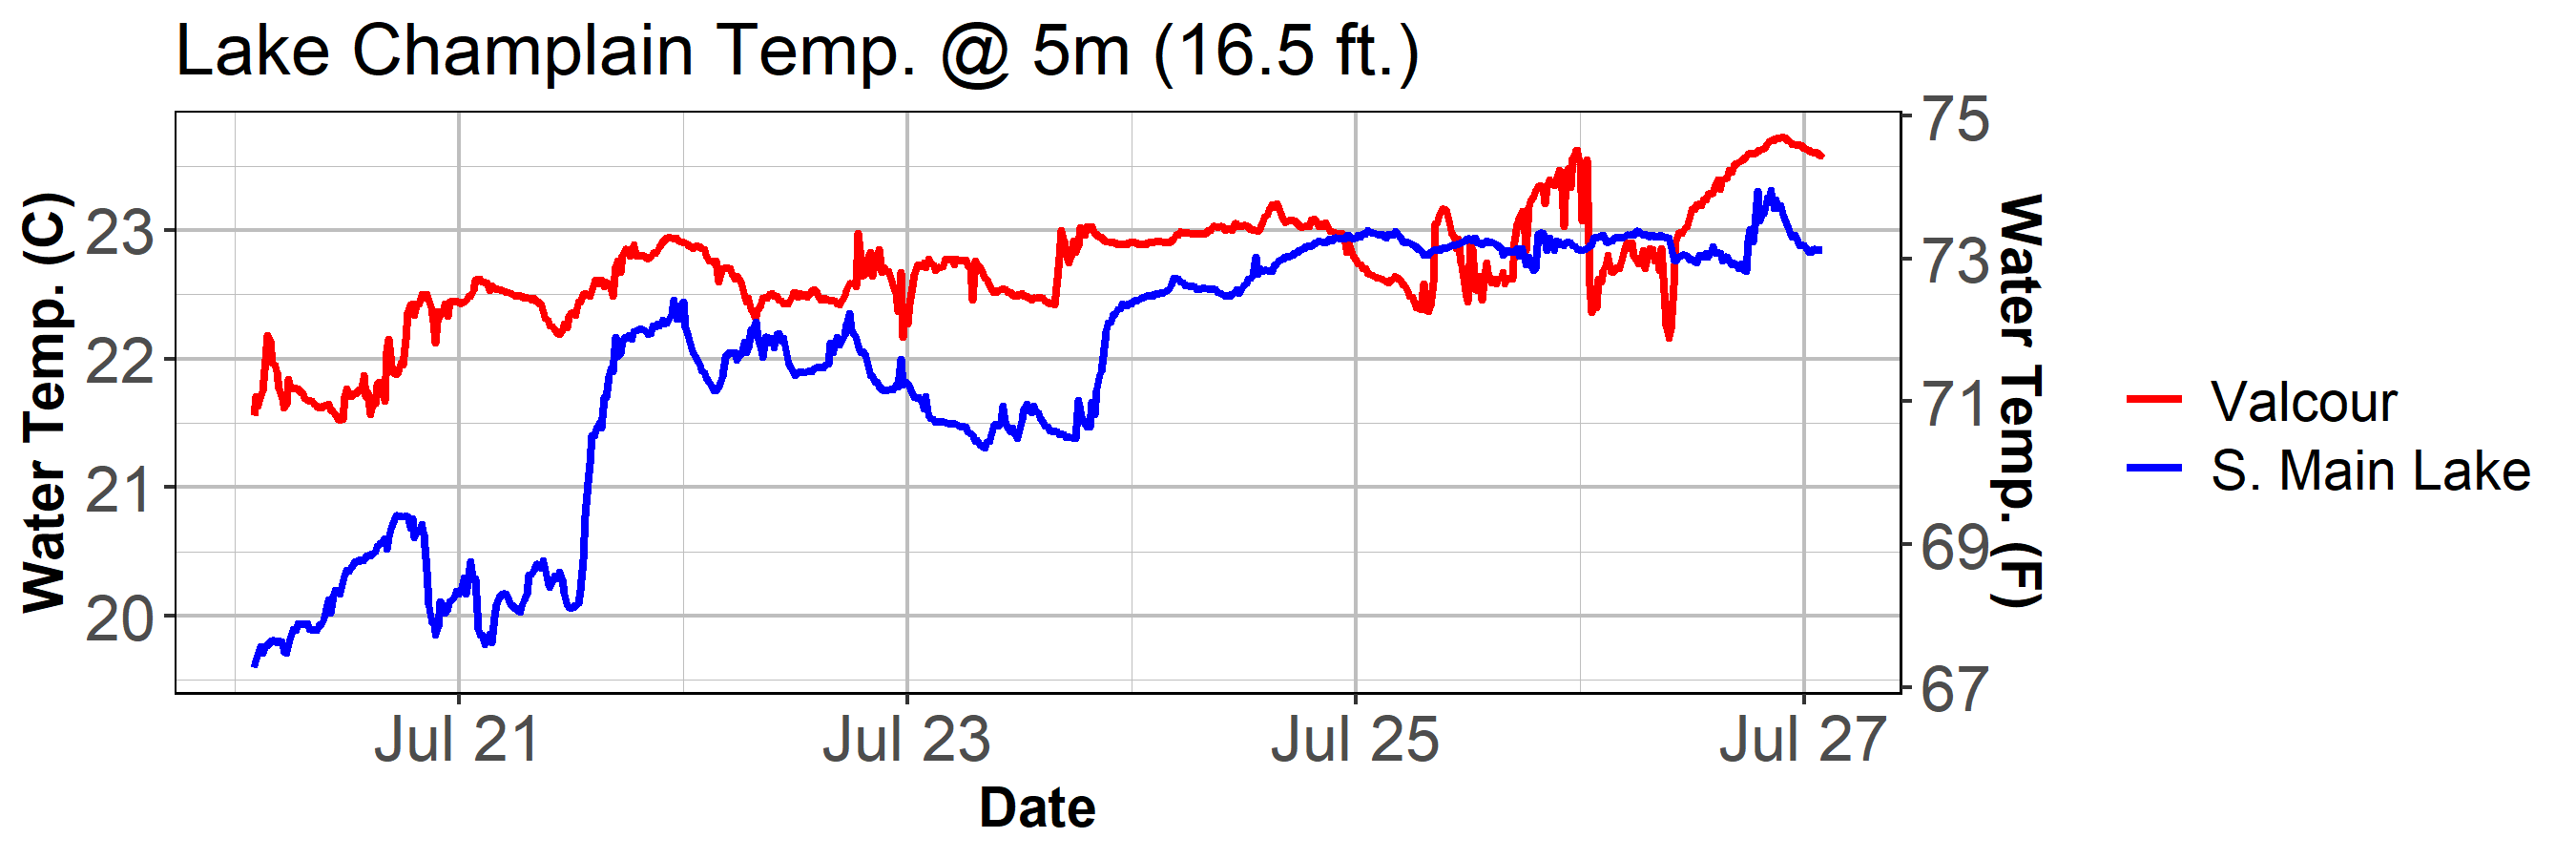 Lake Champlain Temp. @ 5m (16.5 ft.)
Water Temp. (C)
23
22
21
20
75
73
71
69
67
Water Temp. (F)
Jul 21
Jul 23
Jul 25
Jul 27
Date
Valcour
S. Main Lake